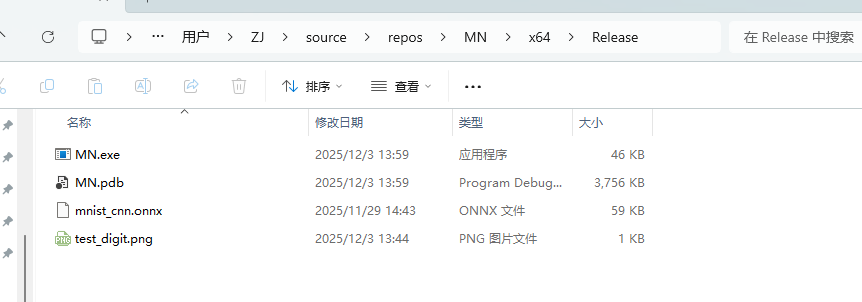 ··· 用户 > ZJ > source > repos > MN > x64 > Release
在 Release 中搜索
排序 查看 ···
名称 修改日期 类型 大小
MN.exe 2025/12/3 13:59 应用程序 46 KB
MN.pdb 2025/12/3 13:59 Program Debug... 3,756 KB
mnist_cnn.onnx 2025/11/29 14:43 ONNX 文件 59 KB
test_digit.png 2025/12/3 13:44 PNG 图片文件 1 KB